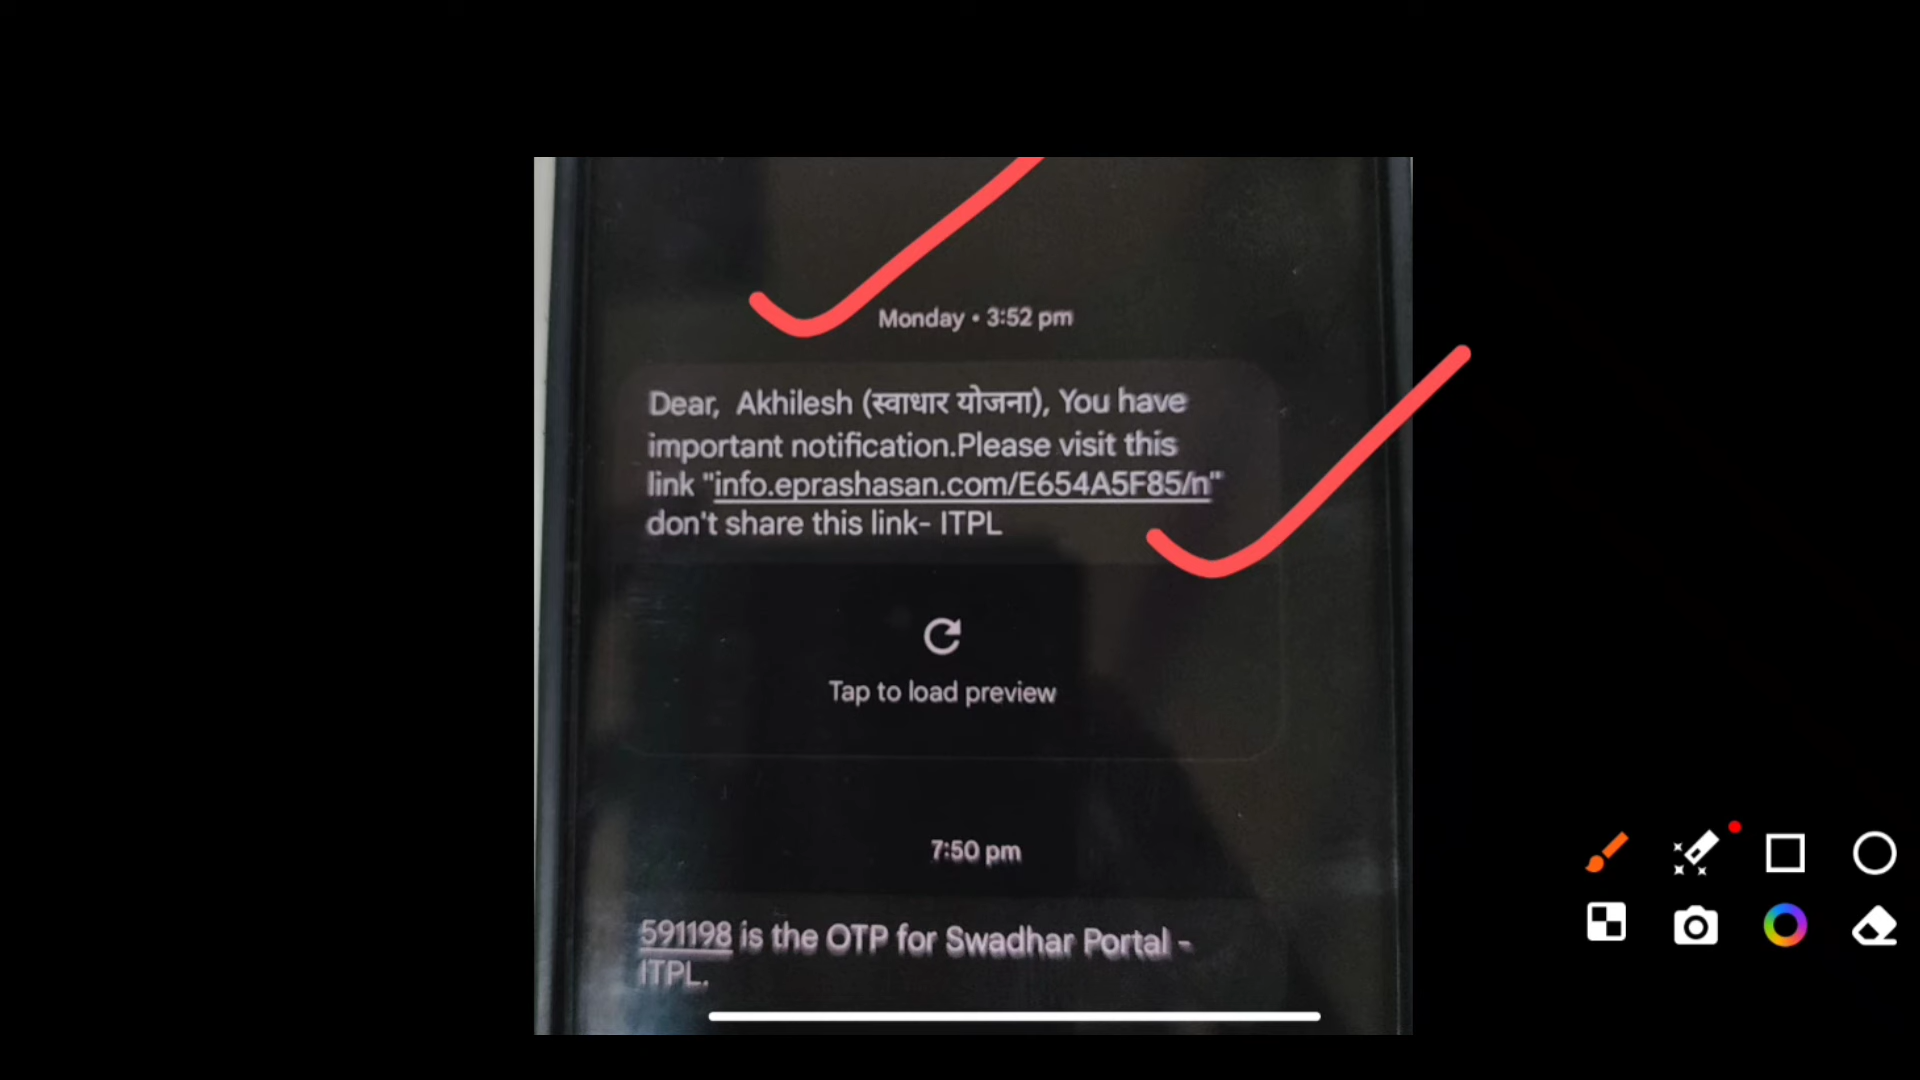 Monday • 3:52 pm
Dear, Akhilesh (स्वाधार योजना), You have
important notification.Please visit this
link "info.eprashasan.com/E654A5F85/n"
don't share this link- ITPL
Tap to load preview
7:50 pm
591198 is the OTP for Swadhar Portal -
ITPL.